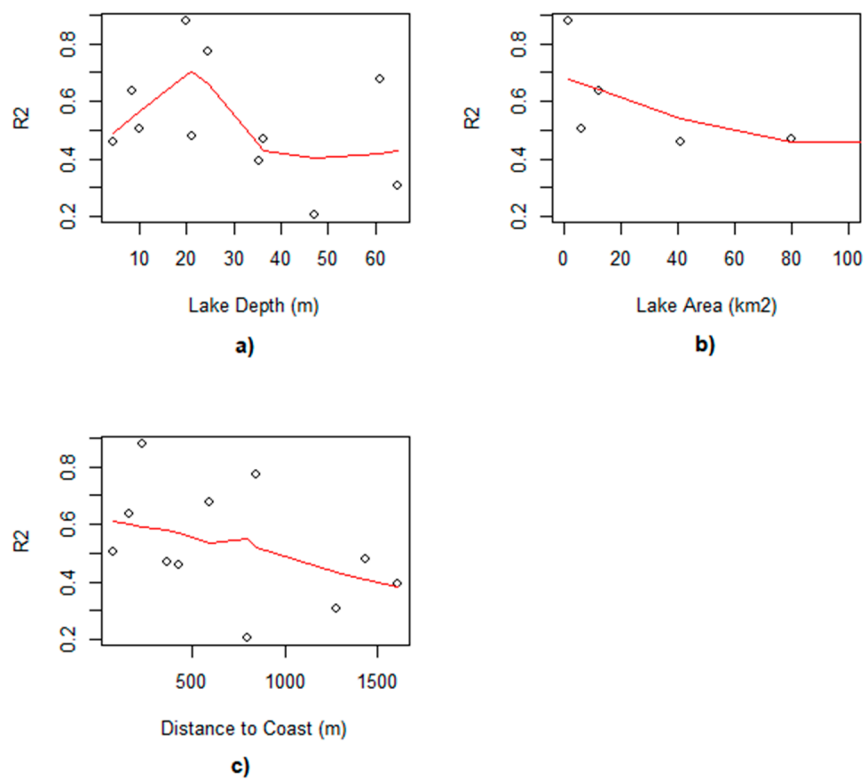 R2
0.2 0.4 0.6 0.8
10 20 30 40 50 60
Lake Depth (m)
a)
R2
0.2 0.4 0.6 0.8
0 20 40 60 80 100
Lake Area (km2)
b)
R2
0.2 0.4 0.6 0.8
500 1000 1500
Distance to Coast (m)
c)